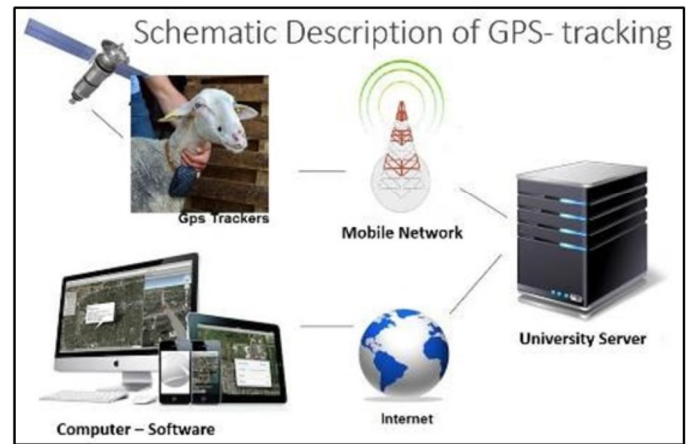 Schematic Description of GPS- tracking
Gps Trackers
Mobile Network
University Server
Internet
Computer – Software